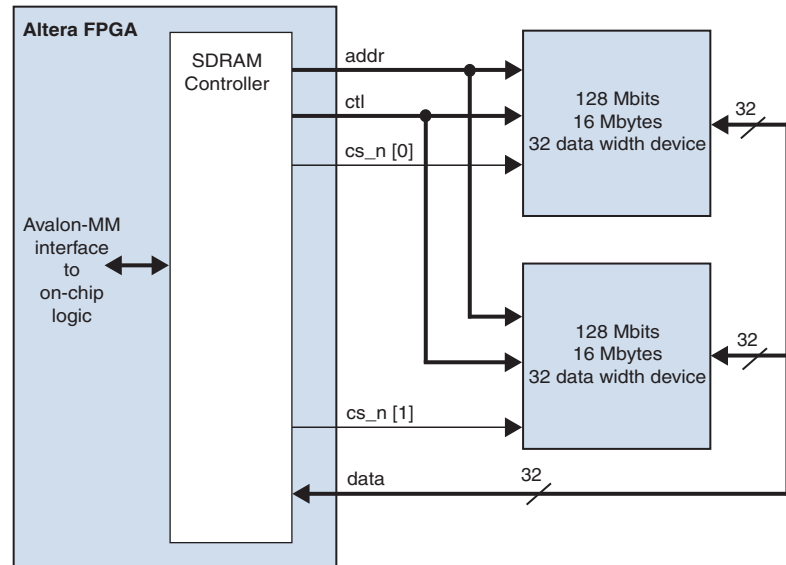 Altera FPGA
SDRAM
Controller
Avalon-MM
interface
to
on-chip
logic
addr
ctl
cs_n [0]
128 Mbits
16 Mbytes
32 data width device
32
128 Mbits
16 Mbytes
32 data width device
32
cs_n [1]
data
32